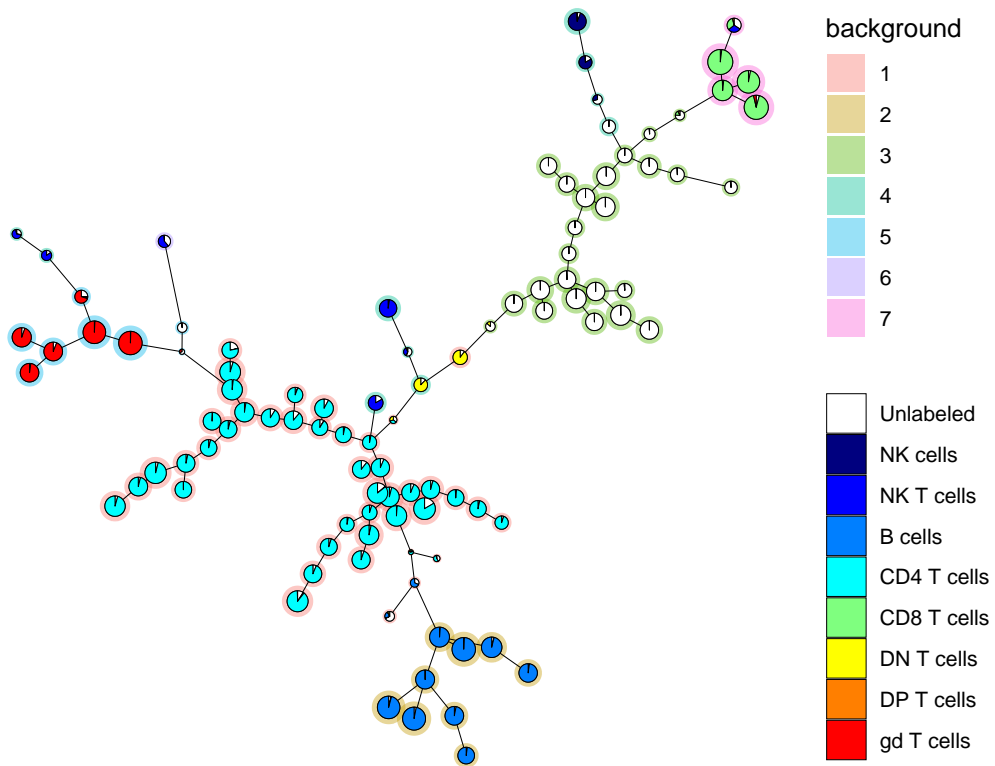 background
1
2
3
4
5
6
7
Unlabeled
NK cells
NK T cells
B cells
CD4 T cells
CD8 T cells
DN T cells
DP T cells
gd T cells